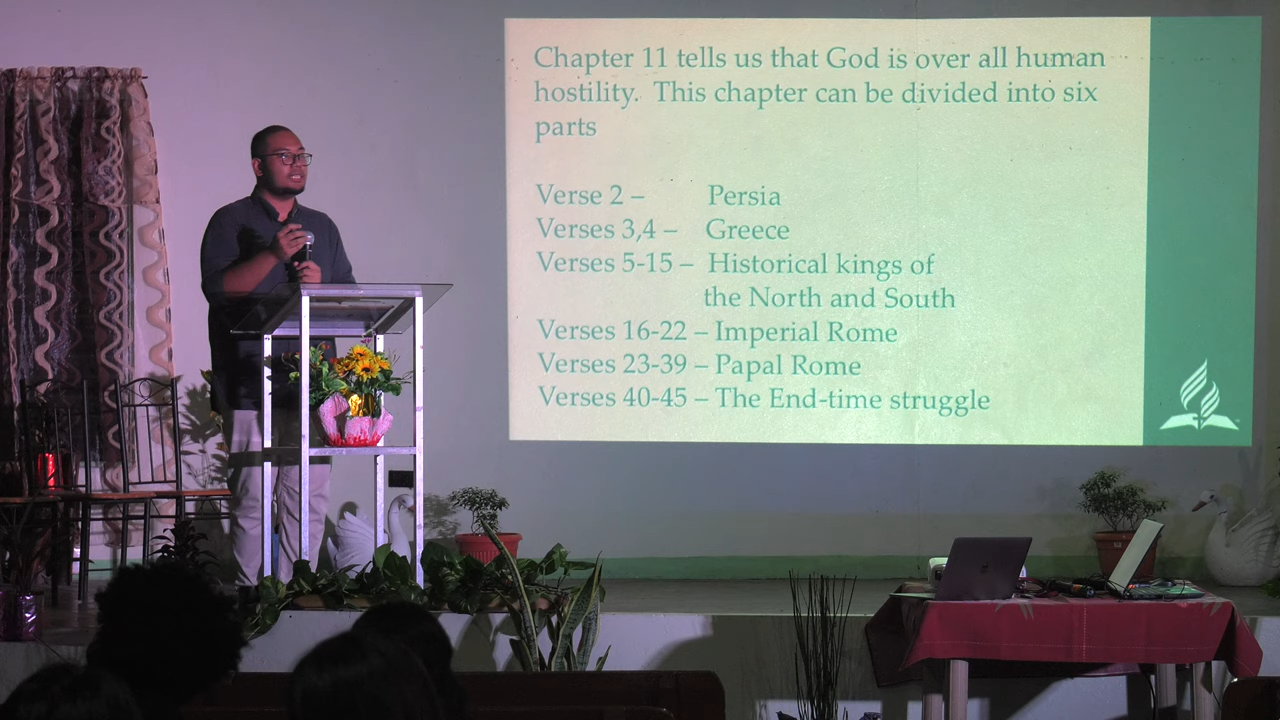 Chapter 11 tells us that God is over all human
hostility.  This chapter can be divided into six
parts
Verse 2 – Persia
Verses 3,4 – Greece
Verses 5-15 – Historical kings of
the North and South
Verses 16-22 – Imperial Rome
Verses 23-39 – Papal Rome
Verses 40-45 – The End-time struggle